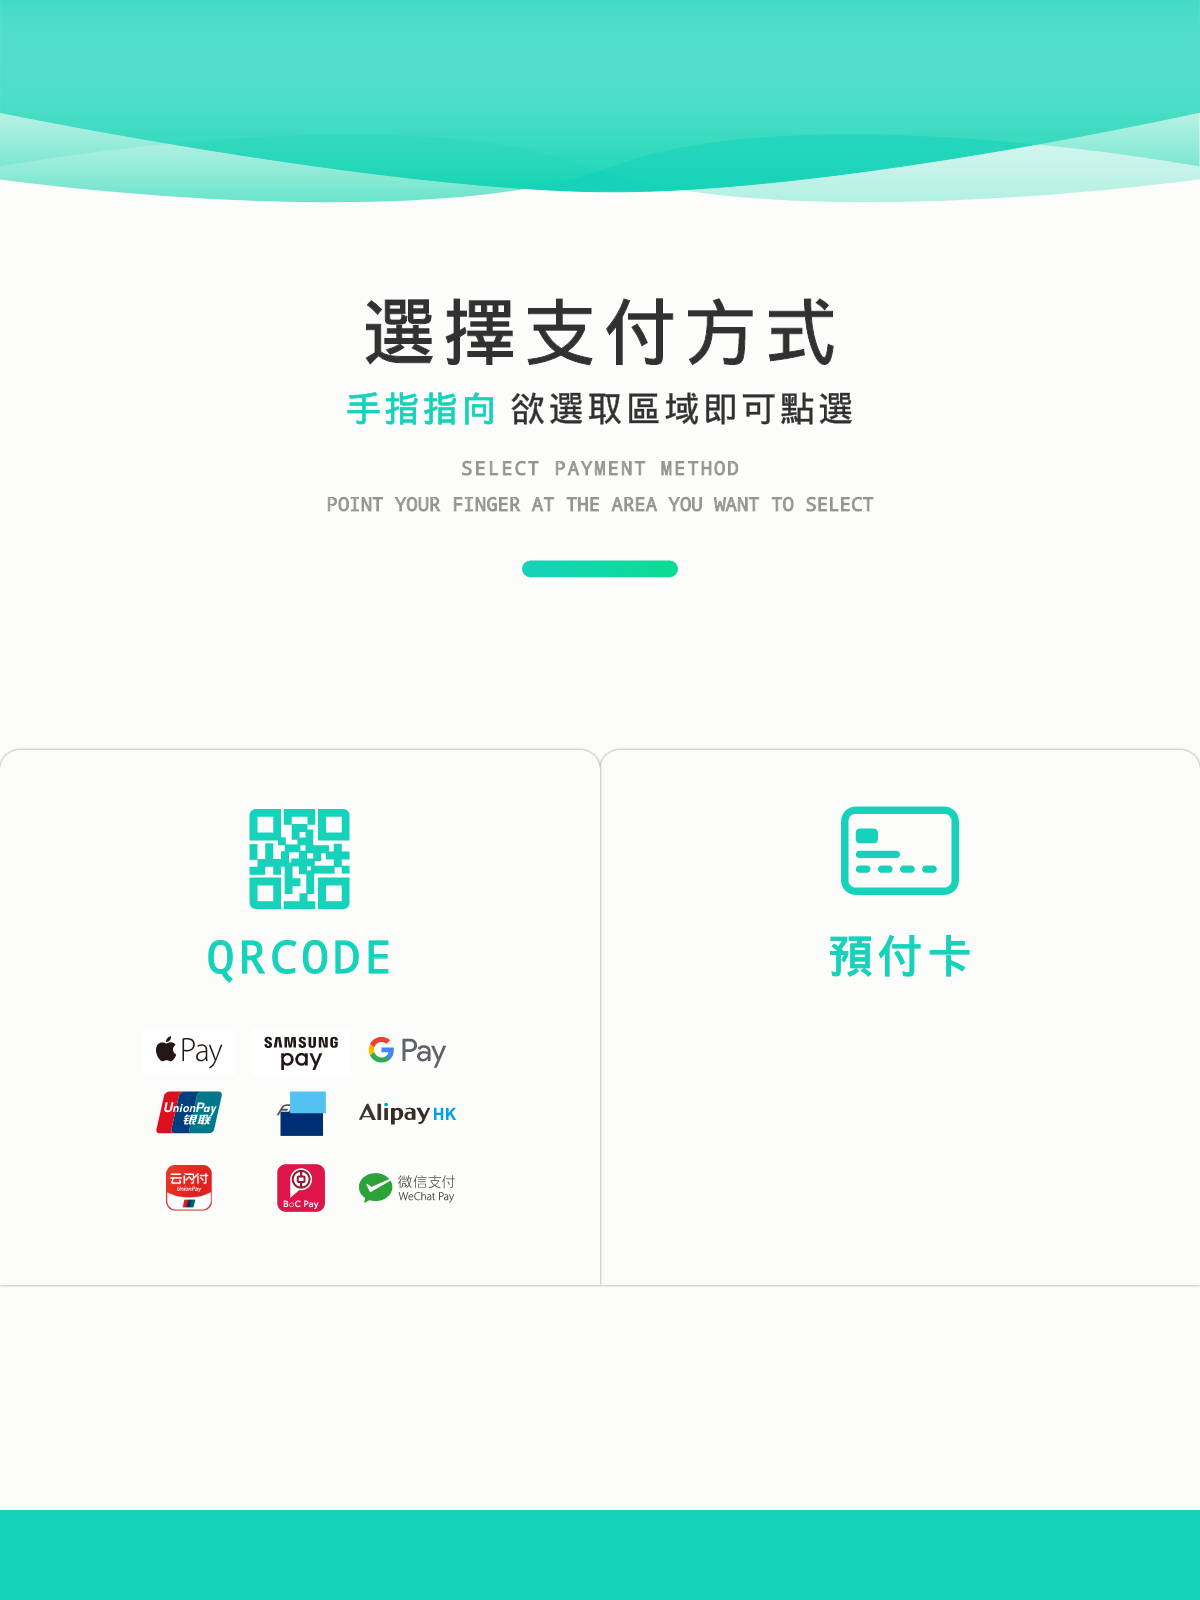 選擇支付方式
手指指向 欲選取區域即可點選
SELECT PAYMENT METHOD
POINT YOUR FINGER AT THE AREA YOU WANT TO SELECT
QRCODE
預付卡
Pay
SAMSUNG
pay
G Pay
UnionPay
银联
Alipay HK
云闪付
UnionPay
BoC Pay
微信支付
WeChat Pay